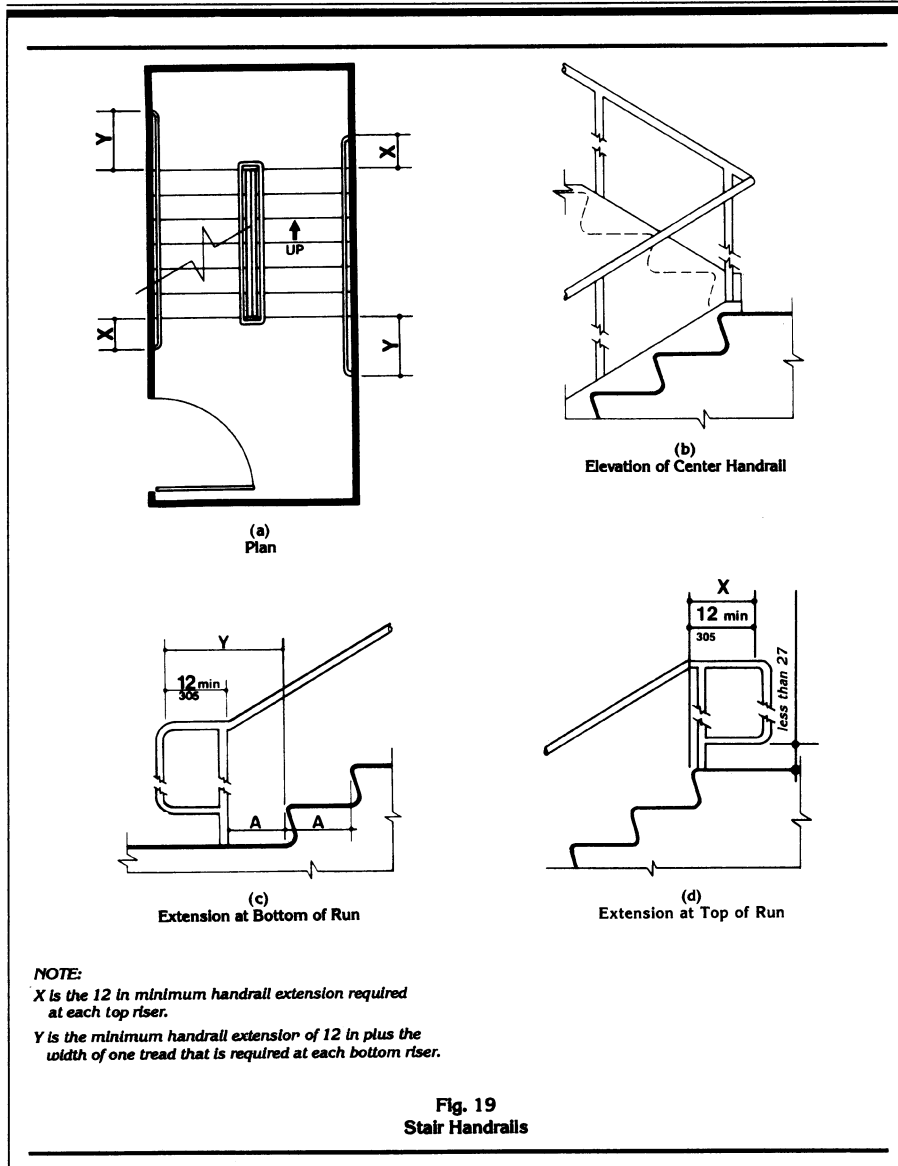 Y
X
UP
X
Y
(a)
Plan
(b)
Elevation of Center Handrail
Y
12 min
305
A
A
(c)
Extension at Bottom of Run
X
12 min
305
less than 27
(d)
Extension at Top of Run
NOTE:
X is the 12 in minimum handrail extension required
at each top riser.
Y is the minimum handrail extension of 12 in plus the
width of one tread that is required at each bottom riser.
Fig. 19
Stair Handrails